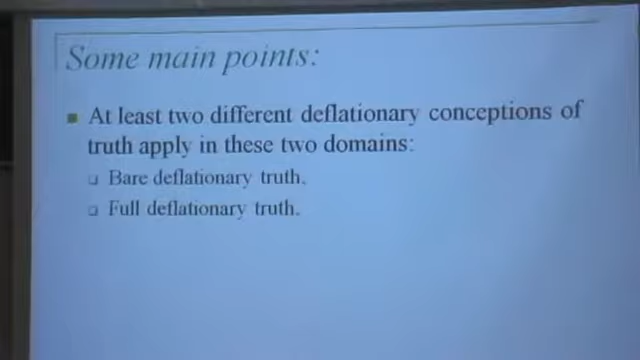 Some main points:
At least two different deflationary conceptions of
truth apply in these two domains:
Bare deflationary truth.
Full deflationary truth.